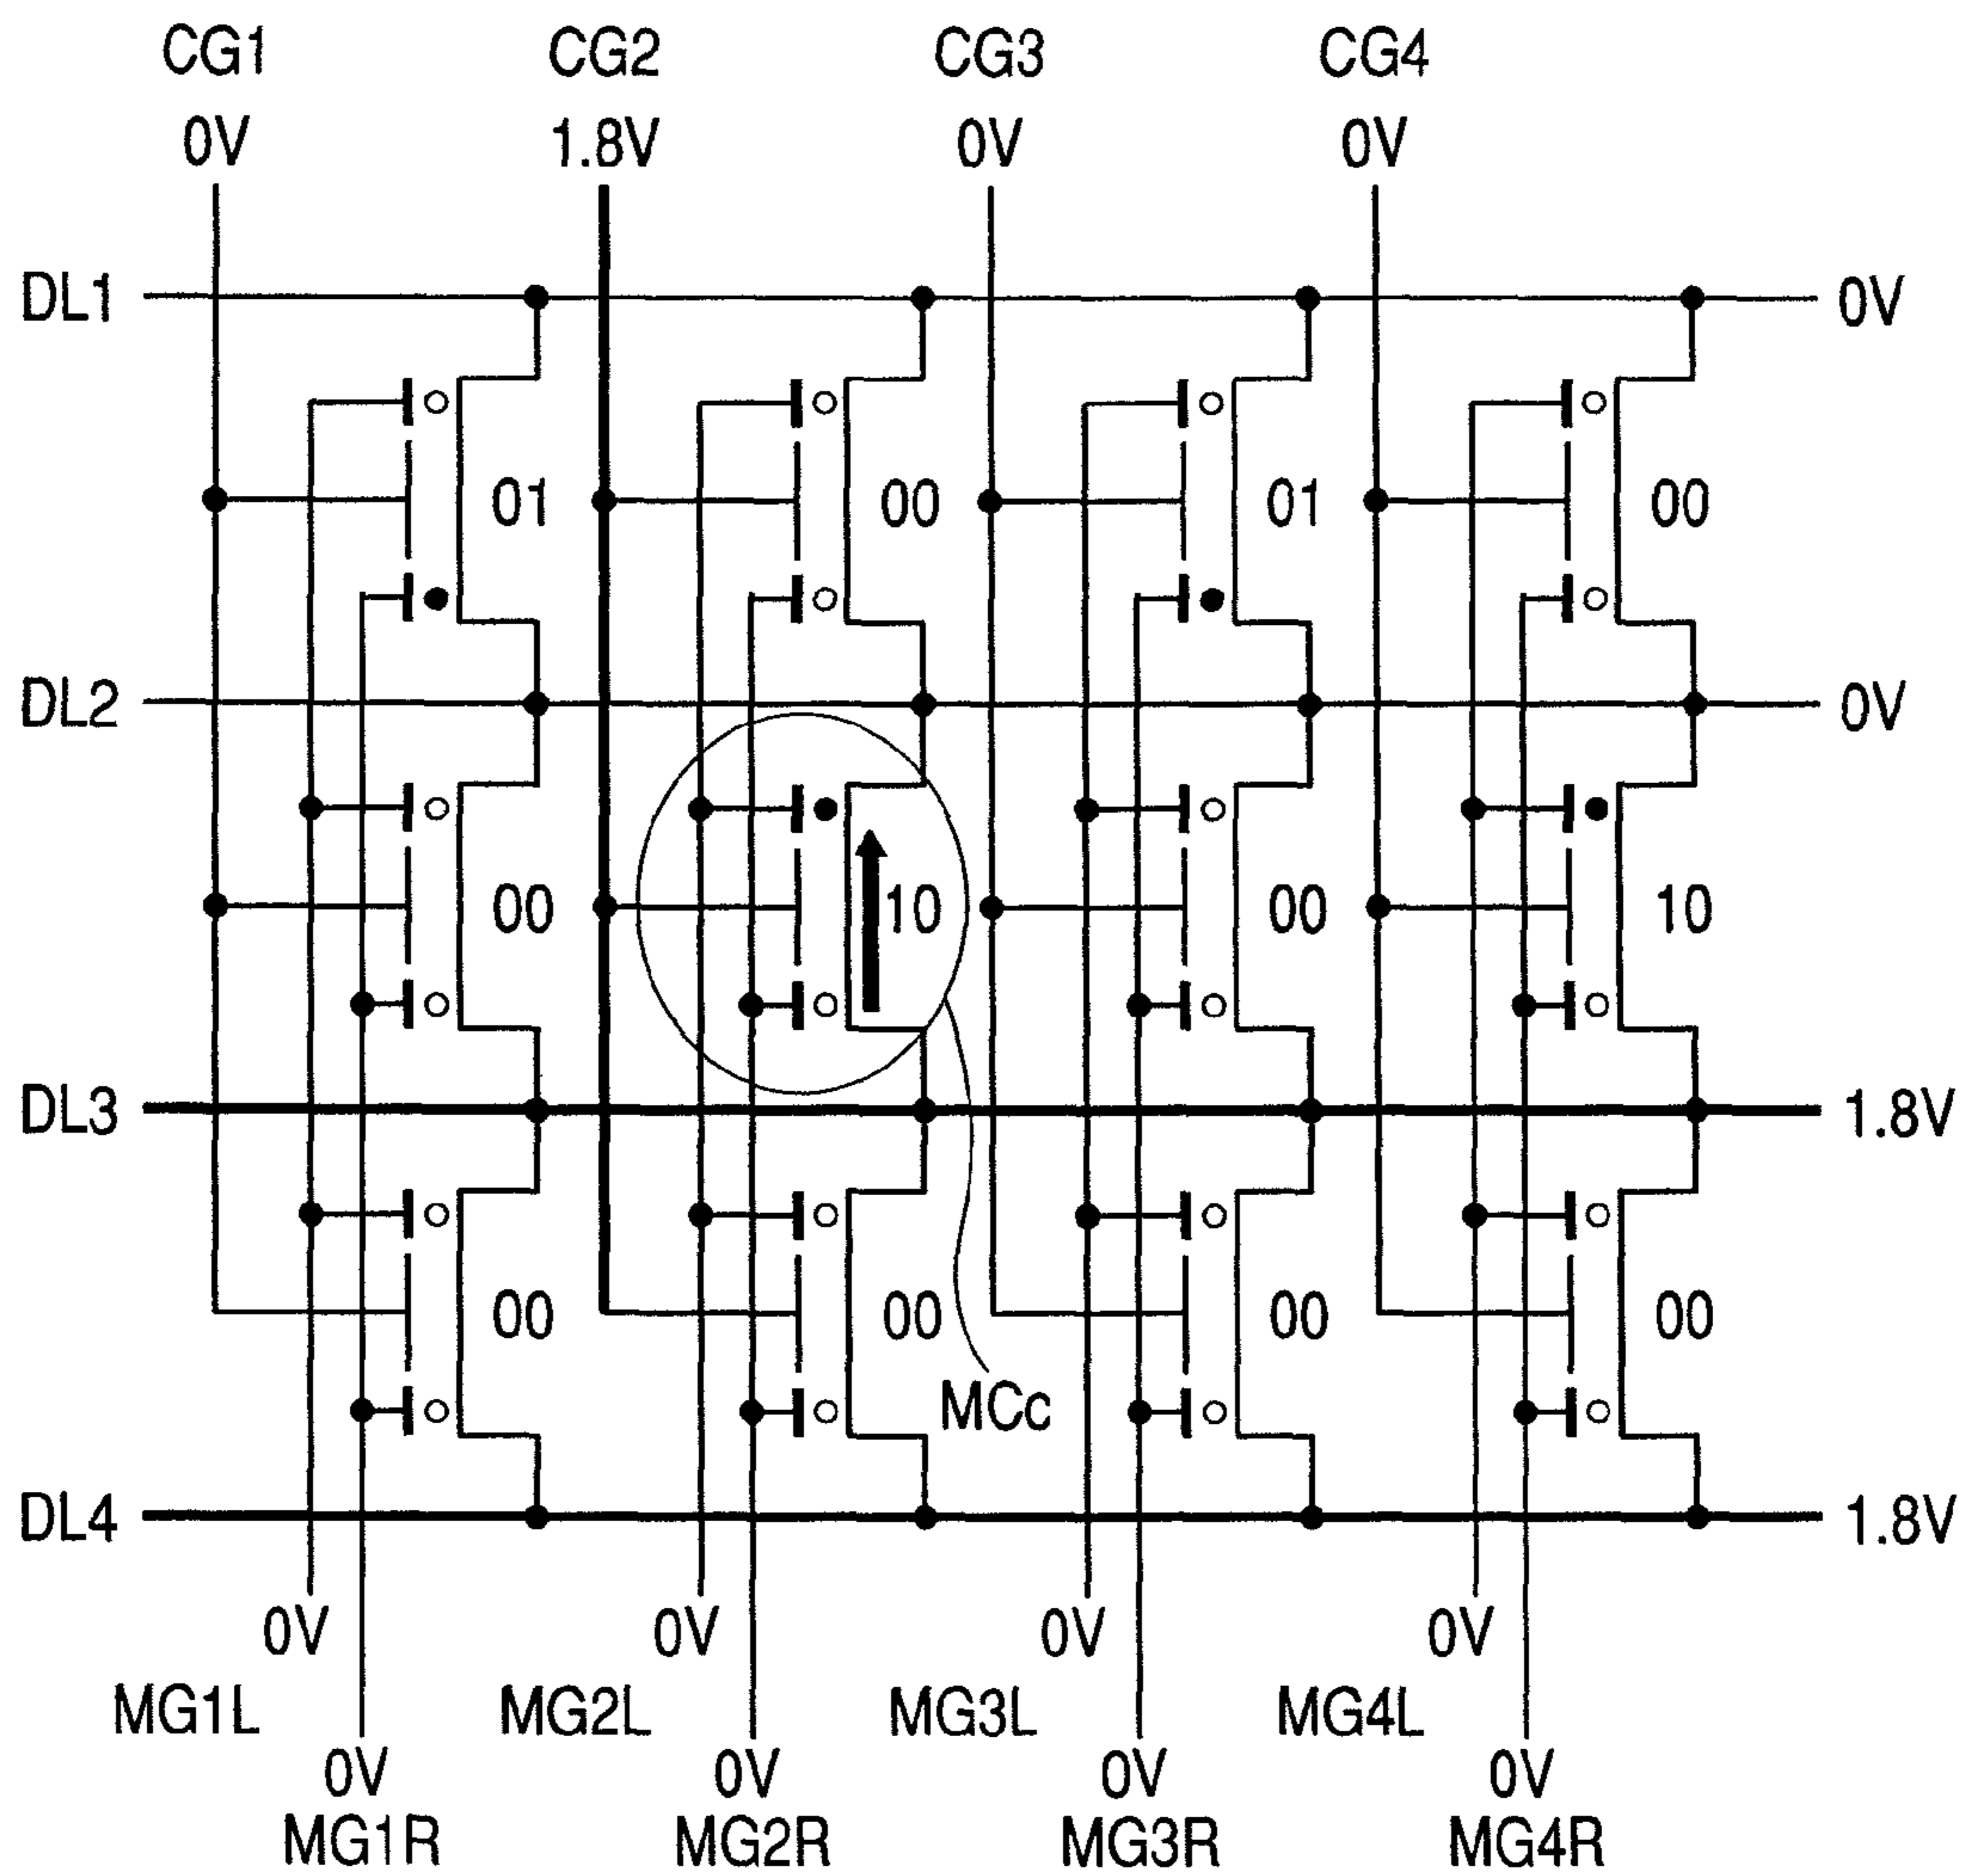 CG1 CG2 CG3 CG4
0V 1.8V 0V 0V
DL1 0V
01 00 01 00
DL2 0V
00 10 00 10
DL3 1.8V
00 00 00 00
MCc
DL4 1.8V
0V 0V 0V 0V
MG1L MG2L MG3L MG4L
0V 0V 0V 0V
MG1R MG2R MG3R MG4R